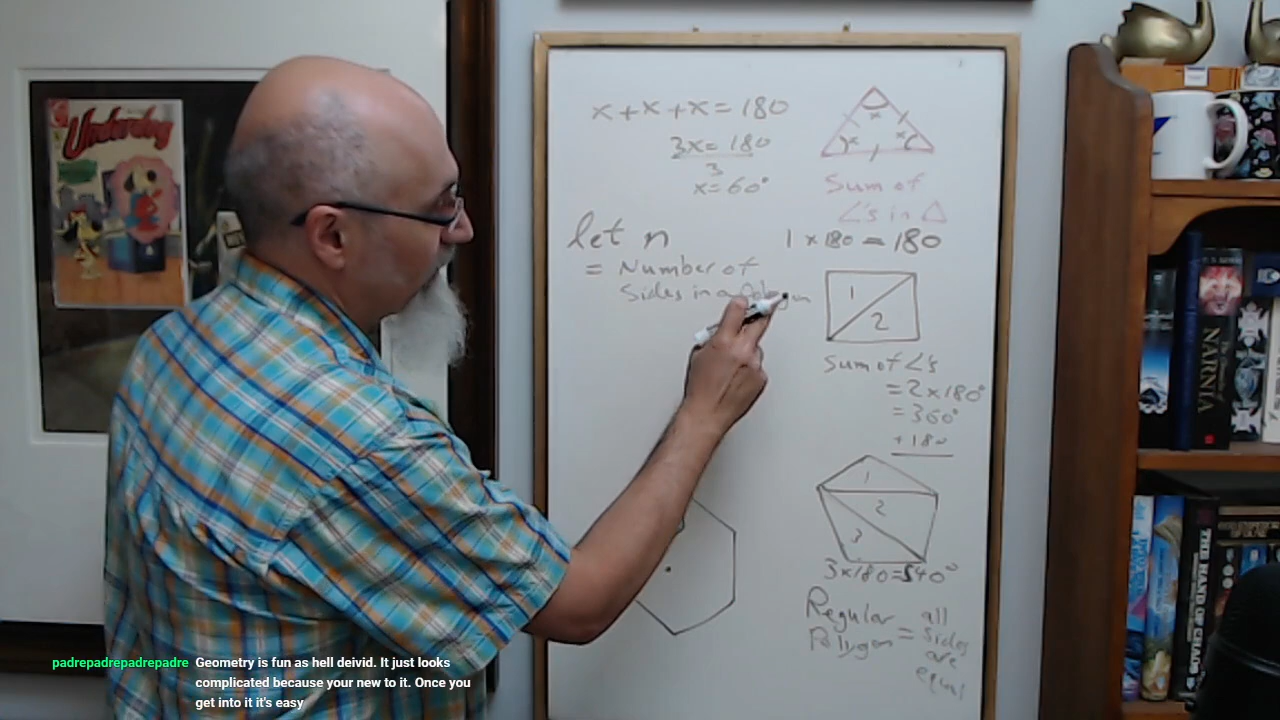 Underdog
x + x + x = 180
3x = 180
3
x = 60°
x
x
x
Sum of
∠'s in △
let n
1 x 180 = 180
= Number of
Sides in a Polygon
1
2
Sum of ∠'s
= 2 x 180°
= 360°
+ 180
1
2
3
3 x 180 = 540°
Regular
Polygon =
all
sides
are
equal
NARNIA
THE HAND OF CHAOS
padrepadrepadrepadre Geometry is fun as hell deivid. It just looks
complicated because your new to it. Once you
get into it it's easy